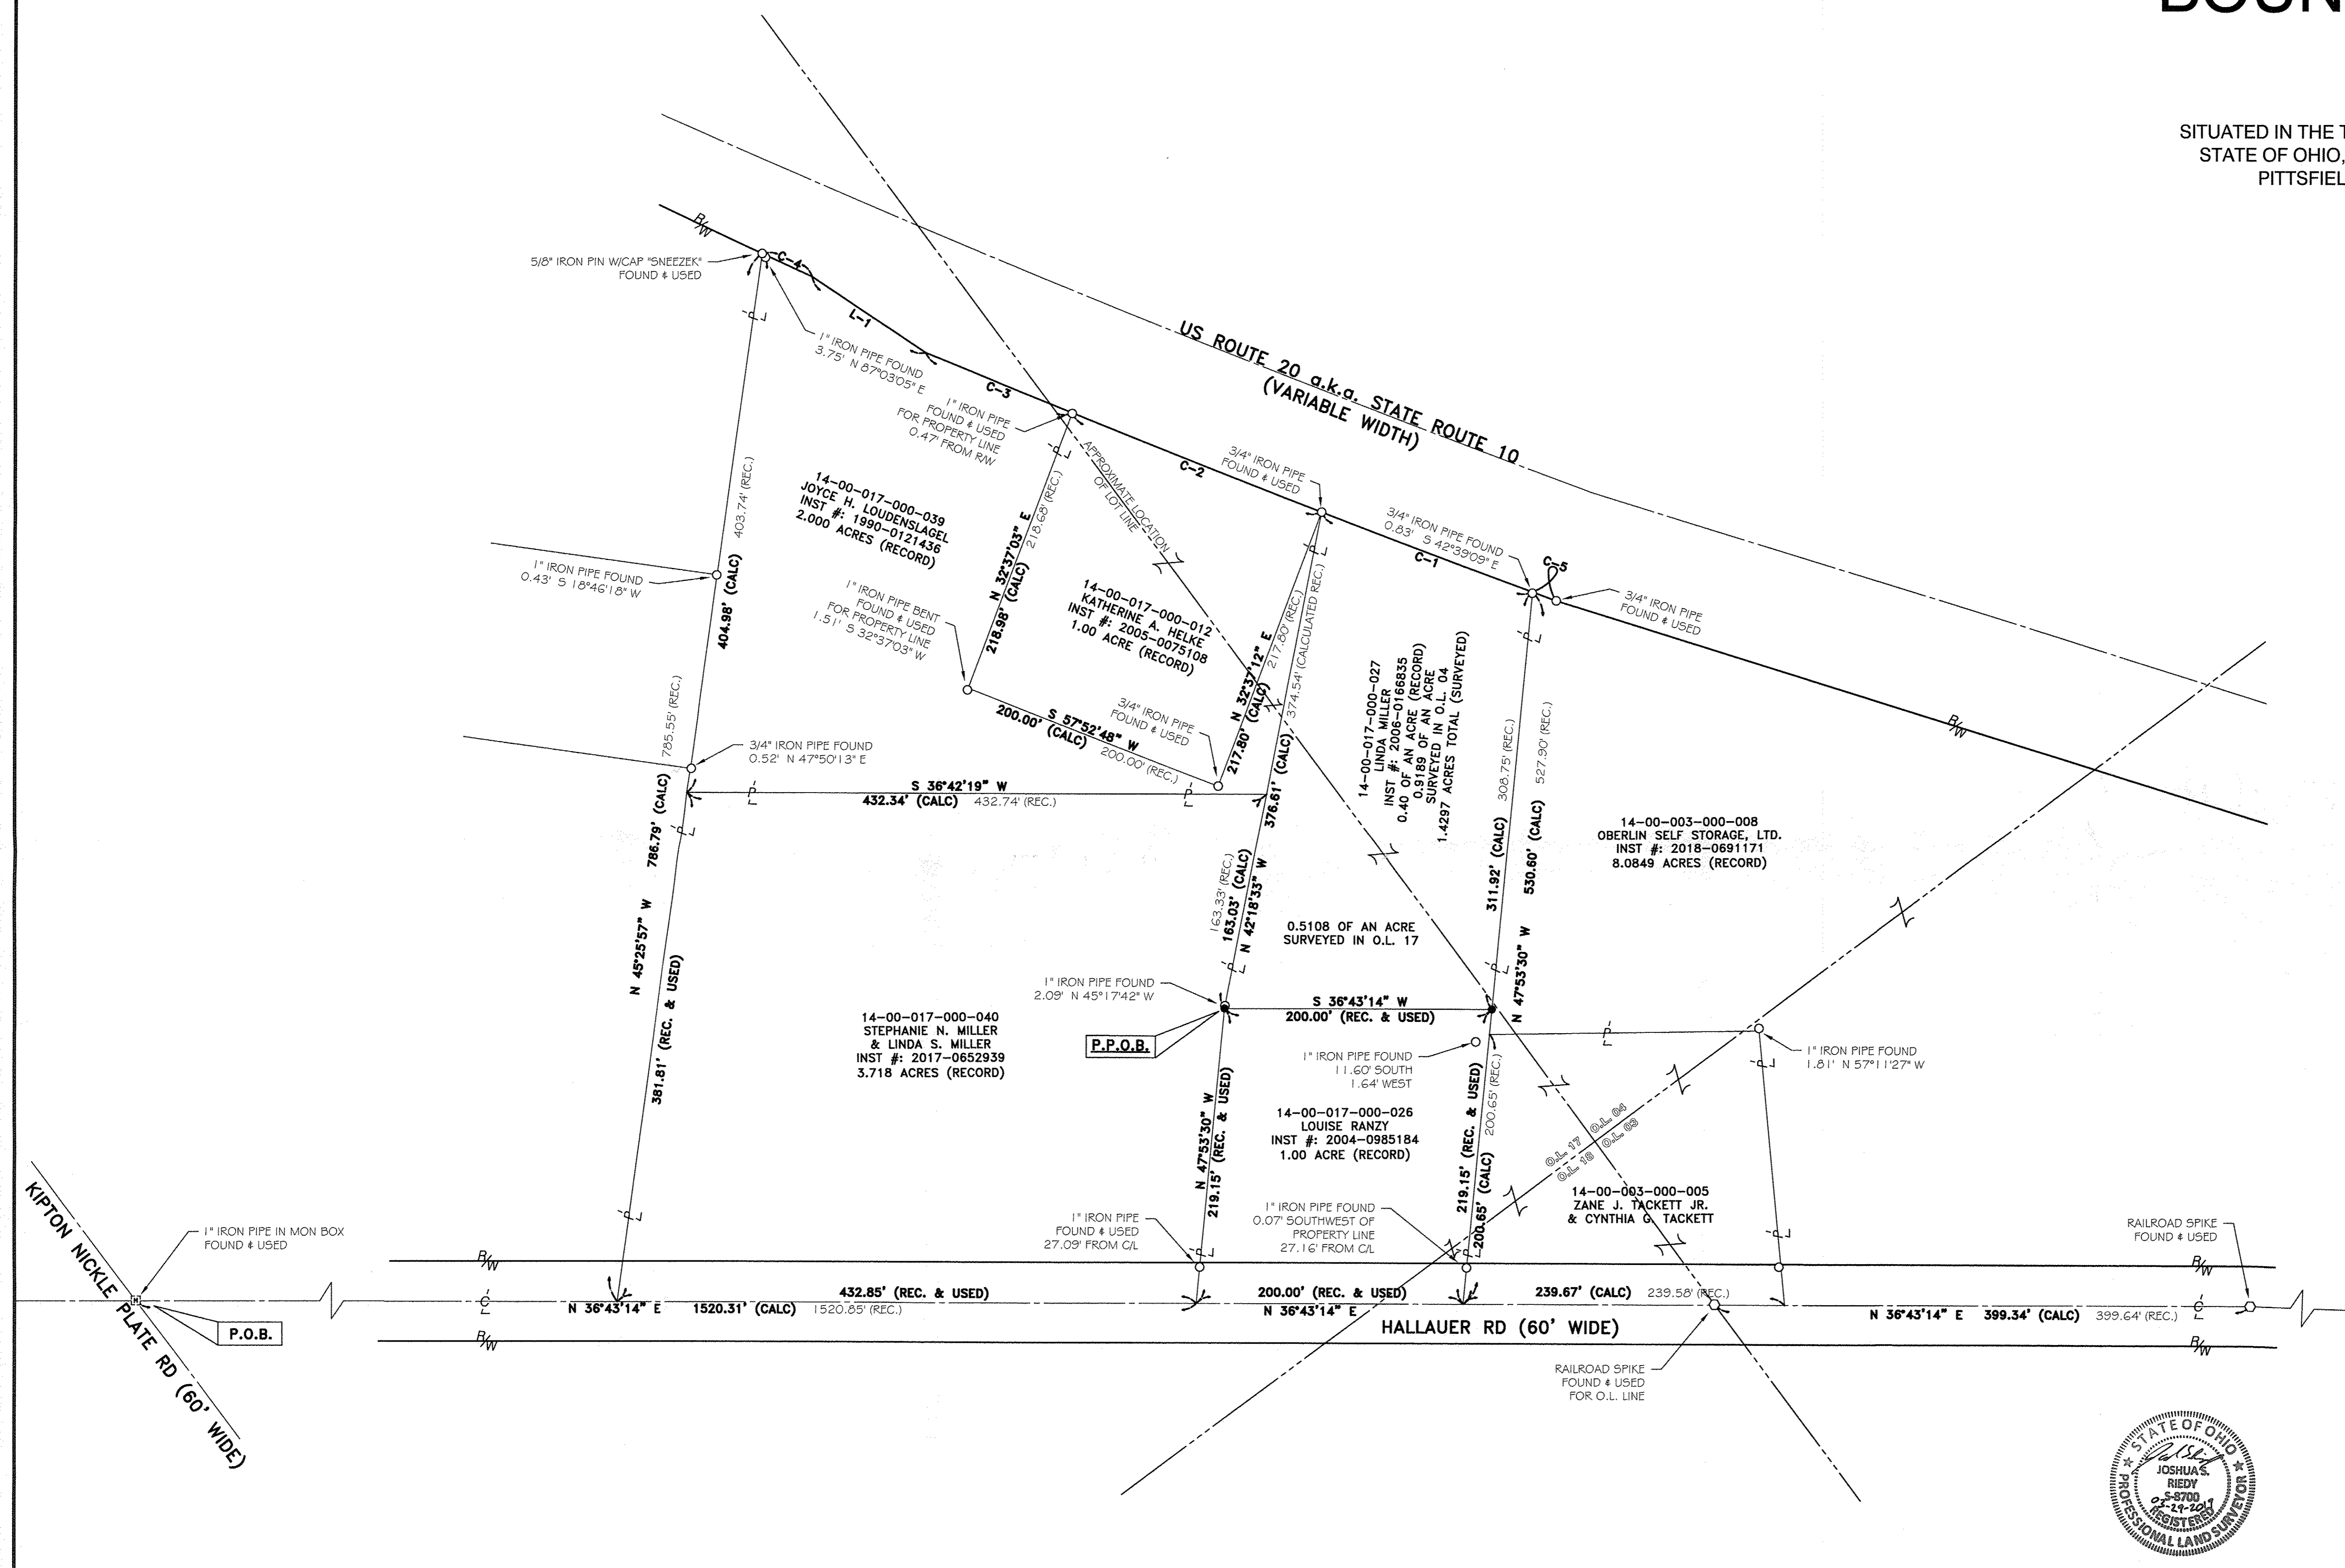 BOUN
SITUATED IN THE T
STATE OF OHIO,
PITTSFIEL
R/W
5/8" IRON PIN W/CAP "SNEEZEK"
FOUND & USED
C-4
L-1
1" IRON PIPE FOUND
3.75' N 87°03'05" E
C-3
1" IRON PIPE
FOUND & USED
FOR PROPERTY LINE
0.47' FROM R/W
US ROUTE 20 a.k.a. STATE ROUTE 10
(VARIABLE WIDTH)
APPROXIMATE LOCATION
OF LOT LINE
C-2
3/4" IRON PIPE
FOUND & USED
3/4" IRON PIPE FOUND
0.83' S 42°39'09" E
C-1
C-5
3/4" IRON PIPE
FOUND & USED
R/W
403.74' (REC.)
404.98' (CALC)
14-00-017-000-039
JOYCE H. LOUDENSLAGEL
INST #: 1990-0121436
2.000 ACRES (RECORD)
N 32°37'03" E
218.98' (CALC)
218.68' (REC.)
1" IRON PIPE FOUND
0.43' S 18°46'18" W
1" IRON PIPE BENT
FOUND & USED
FOR PROPERTY LINE
1.51' S 32°37'03" W
14-00-017-000-012
KATHERINE A. HELKE
INST #: 2005-0075108
1.00 ACRE (RECORD)
N 32°37'12" E
217.80' (CALC)
217.80' (REC.)
374.54' (CALCULATED REC.)
376.61' (CALC)
14-00-017-000-027
LINDA MILLER
INST #: 2006-0166835
0.40 OF AN ACRE (RECORD)
0.9189 OF AN ACRE
SURVEYED IN O.L. 04
1.4297 ACRES TOTAL (SURVEYED)
308.75' (REC.)
311.92' (CALC)
527.90' (REC.)
530.60' (CALC)
N 47°53'30" W
785.55' (REC.)
786.79' (CALC)
N 45°25'57" W
3/4" IRON PIPE FOUND
0.52' N 47°50'13" E
S 57°52'48" W
200.00' (CALC) 200.00' (REC.)
3/4" IRON PIPE
FOUND & USED
S 36°42'19" W
432.34' (CALC) 432.74' (REC.)
14-00-003-000-008
OBERLIN SELF STORAGE, LTD.
INST #: 2018-0691171
8.0849 ACRES (RECORD)
163.33' (REC.)
163.03' (CALC)
N 42°18'33" W
0.5108 OF AN ACRE
SURVEYED IN O.L. 17
381.81' (REC. & USED)
1" IRON PIPE FOUND
2.09' N 45°17'42" W
P.P.O.B.
S 36°43'14" W
200.00' (REC. & USED)
14-00-017-000-040
STEPHANIE N. MILLER
& LINDA S. MILLER
INST #: 2017-0652939
3.718 ACRES (RECORD)
1" IRON PIPE FOUND
11.60' SOUTH
1.64' WEST
1" IRON PIPE FOUND
1.81' N 57°11'27" W
N 47°53'30" W
219.15' (REC. & USED)
14-00-017-000-026
LOUISE RANZY
INST #: 2004-0985184
1.00 ACRE (RECORD)
219.15' (REC. & USED)
200.65' (CALC) 200.65' (REC.)
O.L. 17 O.L. 04
O.L. 18 O.L. 03
14-00-003-000-005
ZANE J. TACKETT JR.
& CYNTHIA G. TACKETT
1" IRON PIPE
FOUND & USED
27.09' FROM C/L
1" IRON PIPE FOUND
0.07' SOUTHWEST OF
PROPERTY LINE
27.16' FROM C/L
RAILROAD SPIKE
FOUND & USED
KIPTON NICKLE PLATE RD (60' WIDE)
1" IRON PIPE IN MON BOX
FOUND & USED
P.O.B.
R/W
R/W
432.85' (REC. & USED)
200.00' (REC. & USED)
239.67' (CALC) 239.58' (REC.)
N 36°43'14" E 1520.31' (CALC) 1520.85' (REC.)
N 36°43'14" E
N 36°43'14" E 399.34' (CALC) 399.64' (REC.)
HALLAUER RD (60' WIDE)
R/W
R/W
RAILROAD SPIKE
FOUND & USED
FOR O.L. LINE
STATE OF OHIO
JOSHUA S.
RIEDY
S-8700
03-29-2019
REGISTERED
PROFESSIONAL LAND SURVEYOR